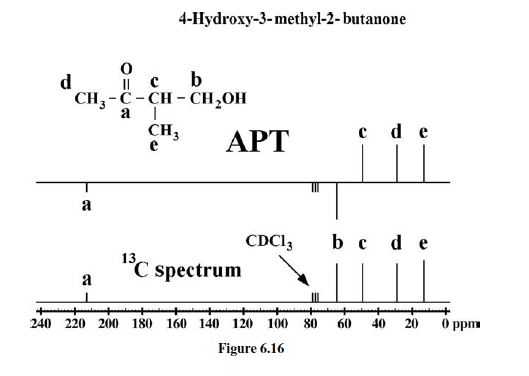 4-Hydroxy-3-methyl-2-butanone
O
d c b
CH3-C-CH-CH2OH
a
CH3
e
APT
c d e
a
CDCl3
b c d e
13C spectrum
a
240 220 200 180 160 140 120 100 80 60 40 20 0 ppm
Figure 6.16